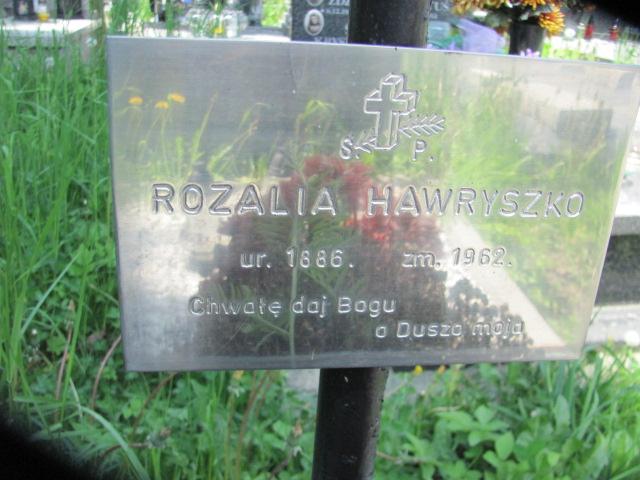 Ś. P.
ROZALIA HAWRYSZKO
ur. 1886. zm. 1962.
Chwałę daj Bogu
o Duszo moja